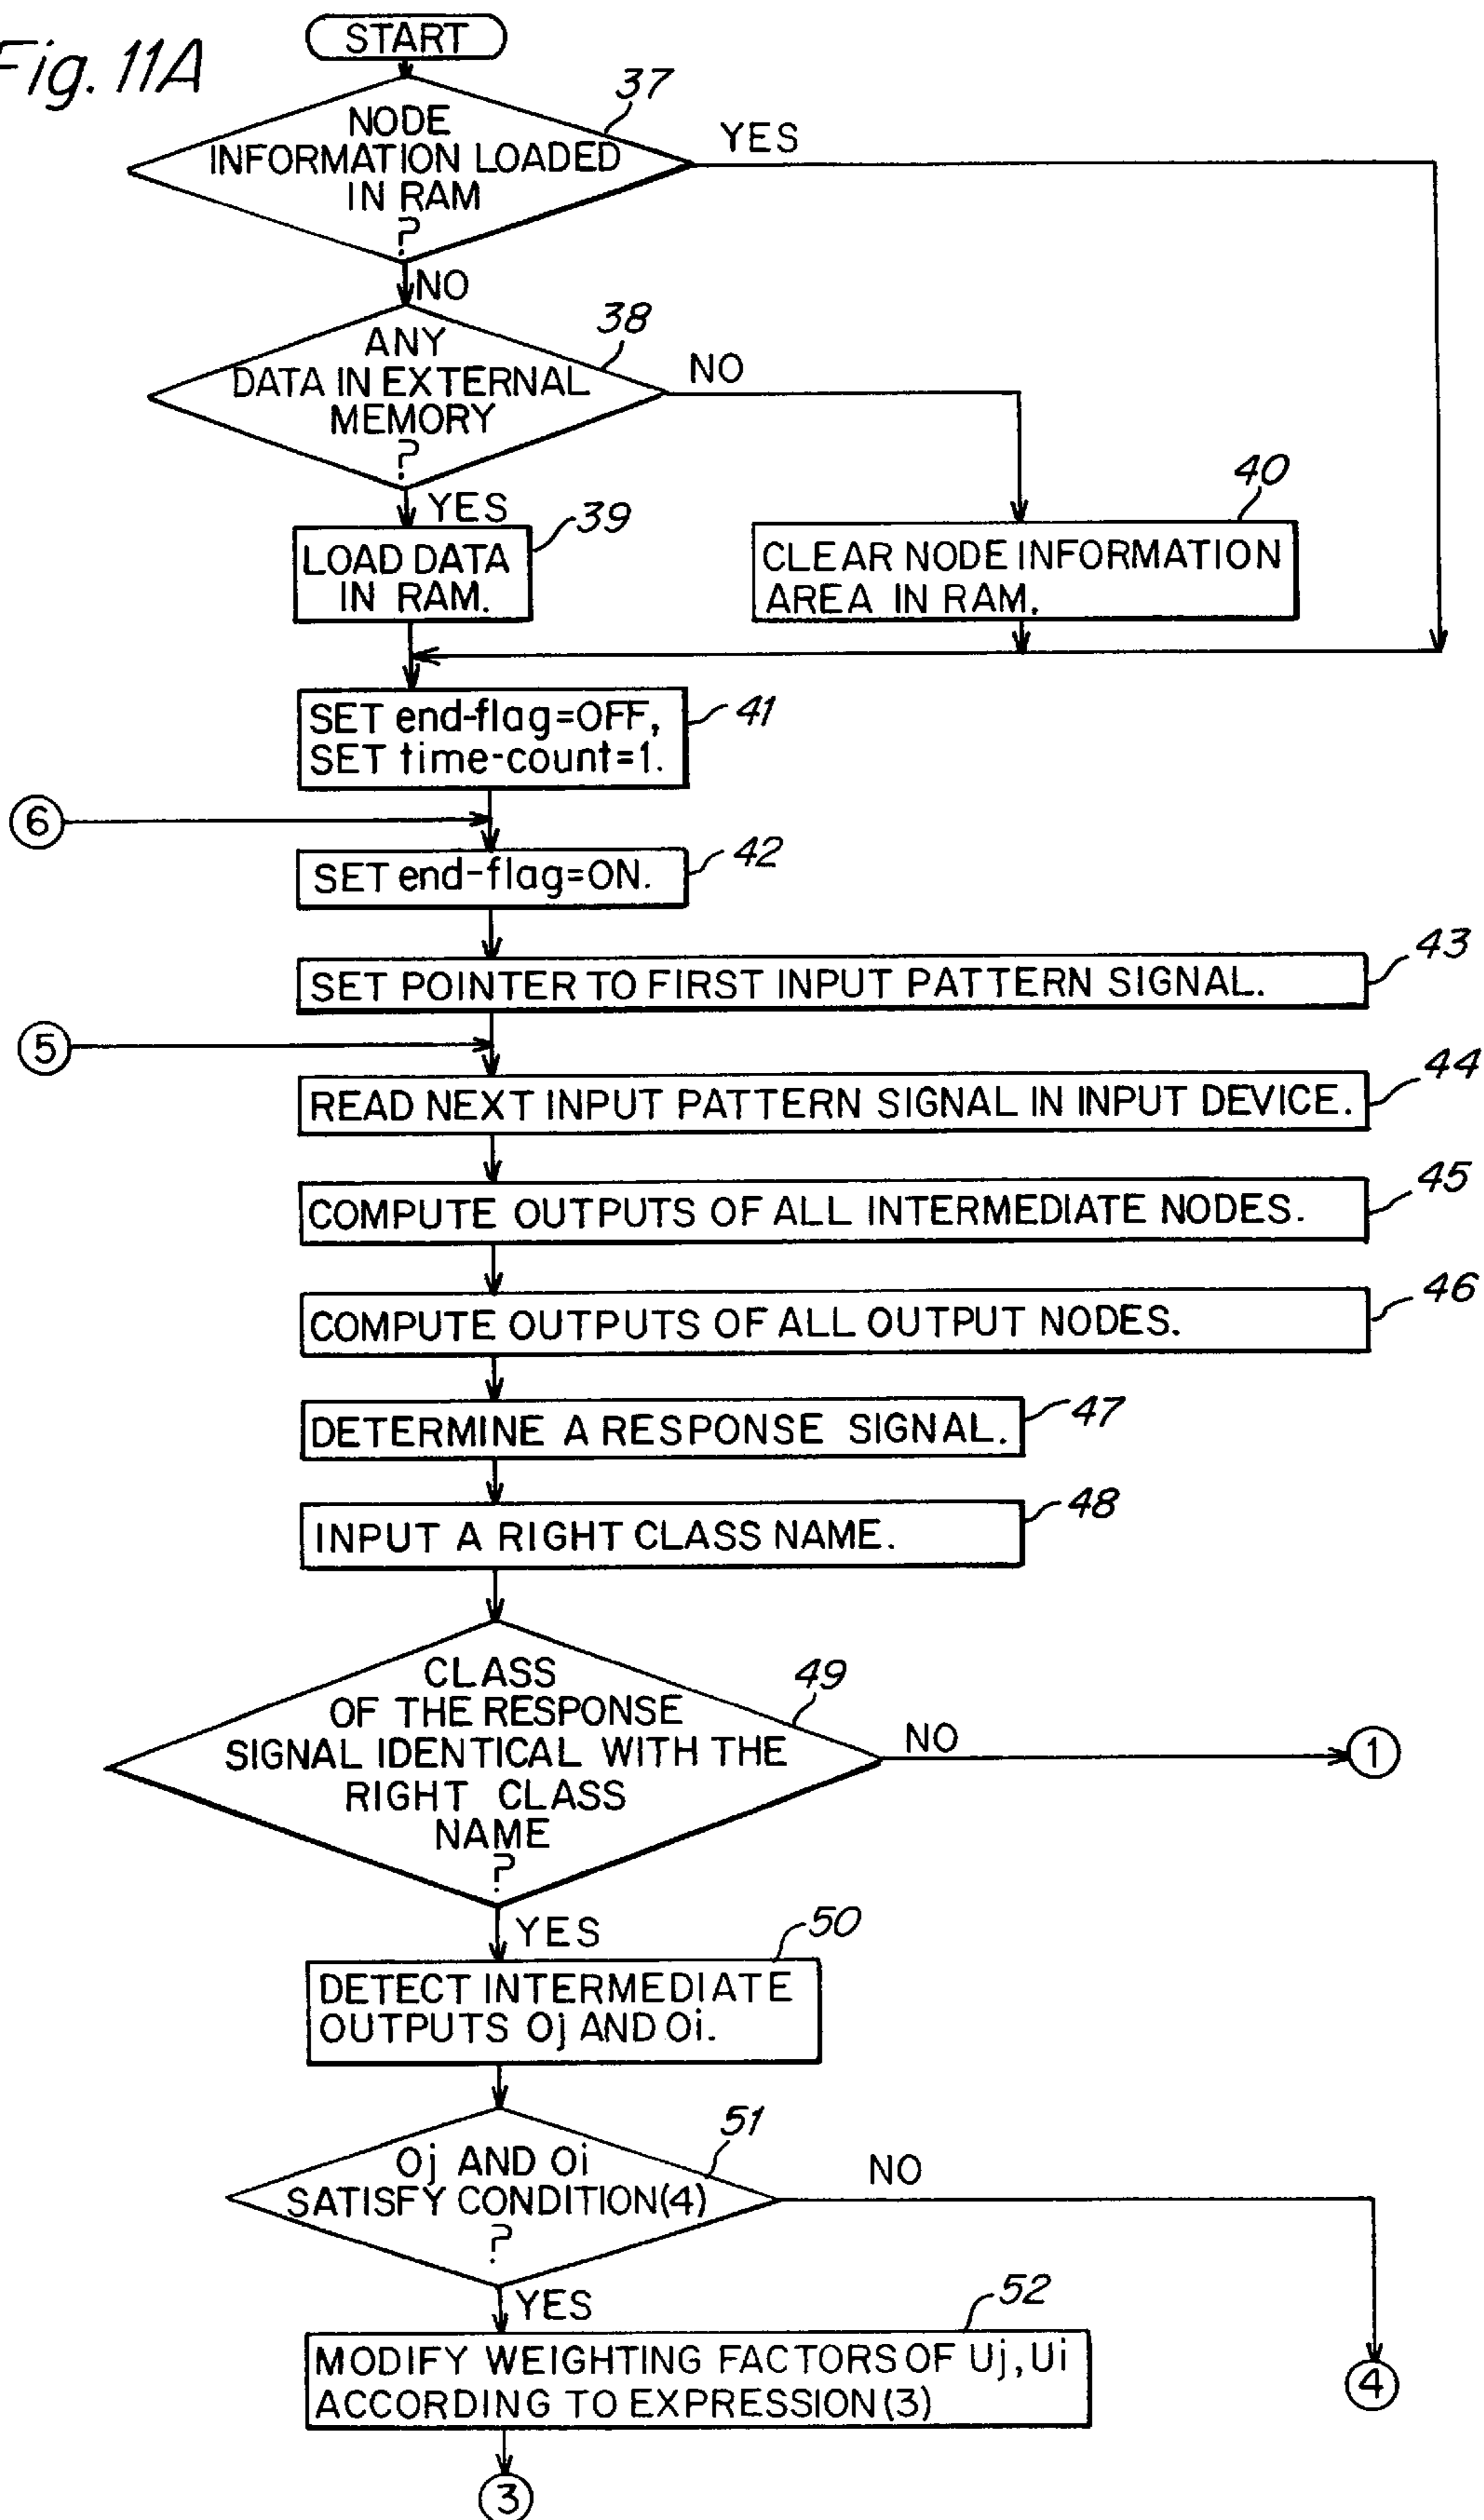 Fig. 11A
START
37
NODE
INFORMATION LOADED
IN RAM
?
YES
NO
38
ANY
DATA IN EXTERNAL
MEMORY
?
NO
YES
39
LOAD DATA
IN RAM.
40
CLEAR NODE INFORMATION
AREA IN RAM.
41
SET end-flag=OFF,
SET time-count=1.
6
42
SET end-flag=ON.
43
SET POINTER TO FIRST INPUT PATTERN SIGNAL.
5
44
READ NEXT INPUT PATTERN SIGNAL IN INPUT DEVICE.
45
COMPUTE OUTPUTS OF ALL INTERMEDIATE NODES.
46
COMPUTE OUTPUTS OF ALL OUTPUT NODES.
47
DETERMINE A RESPONSE SIGNAL.
48
INPUT A RIGHT CLASS NAME.
49
CLASS
OF THE RESPONSE
SIGNAL IDENTICAL WITH THE
RIGHT CLASS
NAME
?
NO
1
YES
50
DETECT INTERMEDIATE
OUTPUTS Oj AND Oi.
51
Oj AND Oi
SATISFY CONDITION(4)
?
NO
YES
52
MODIFY WEIGHTING FACTORS OF Uj, Ui
ACCORDING TO EXPRESSION(3)
4
3